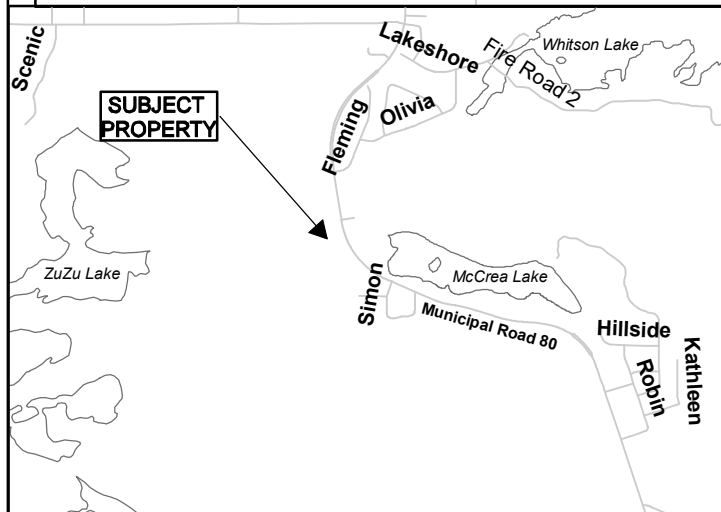 Scenic
Lakeshore
Fire Road 2
Whitson Lake
SUBJECT
PROPERTY
Fleming
Olivia
ZuZu Lake
Simon
McCrea Lake
Municipal Road 80
Hillside
Robin
Kathleen